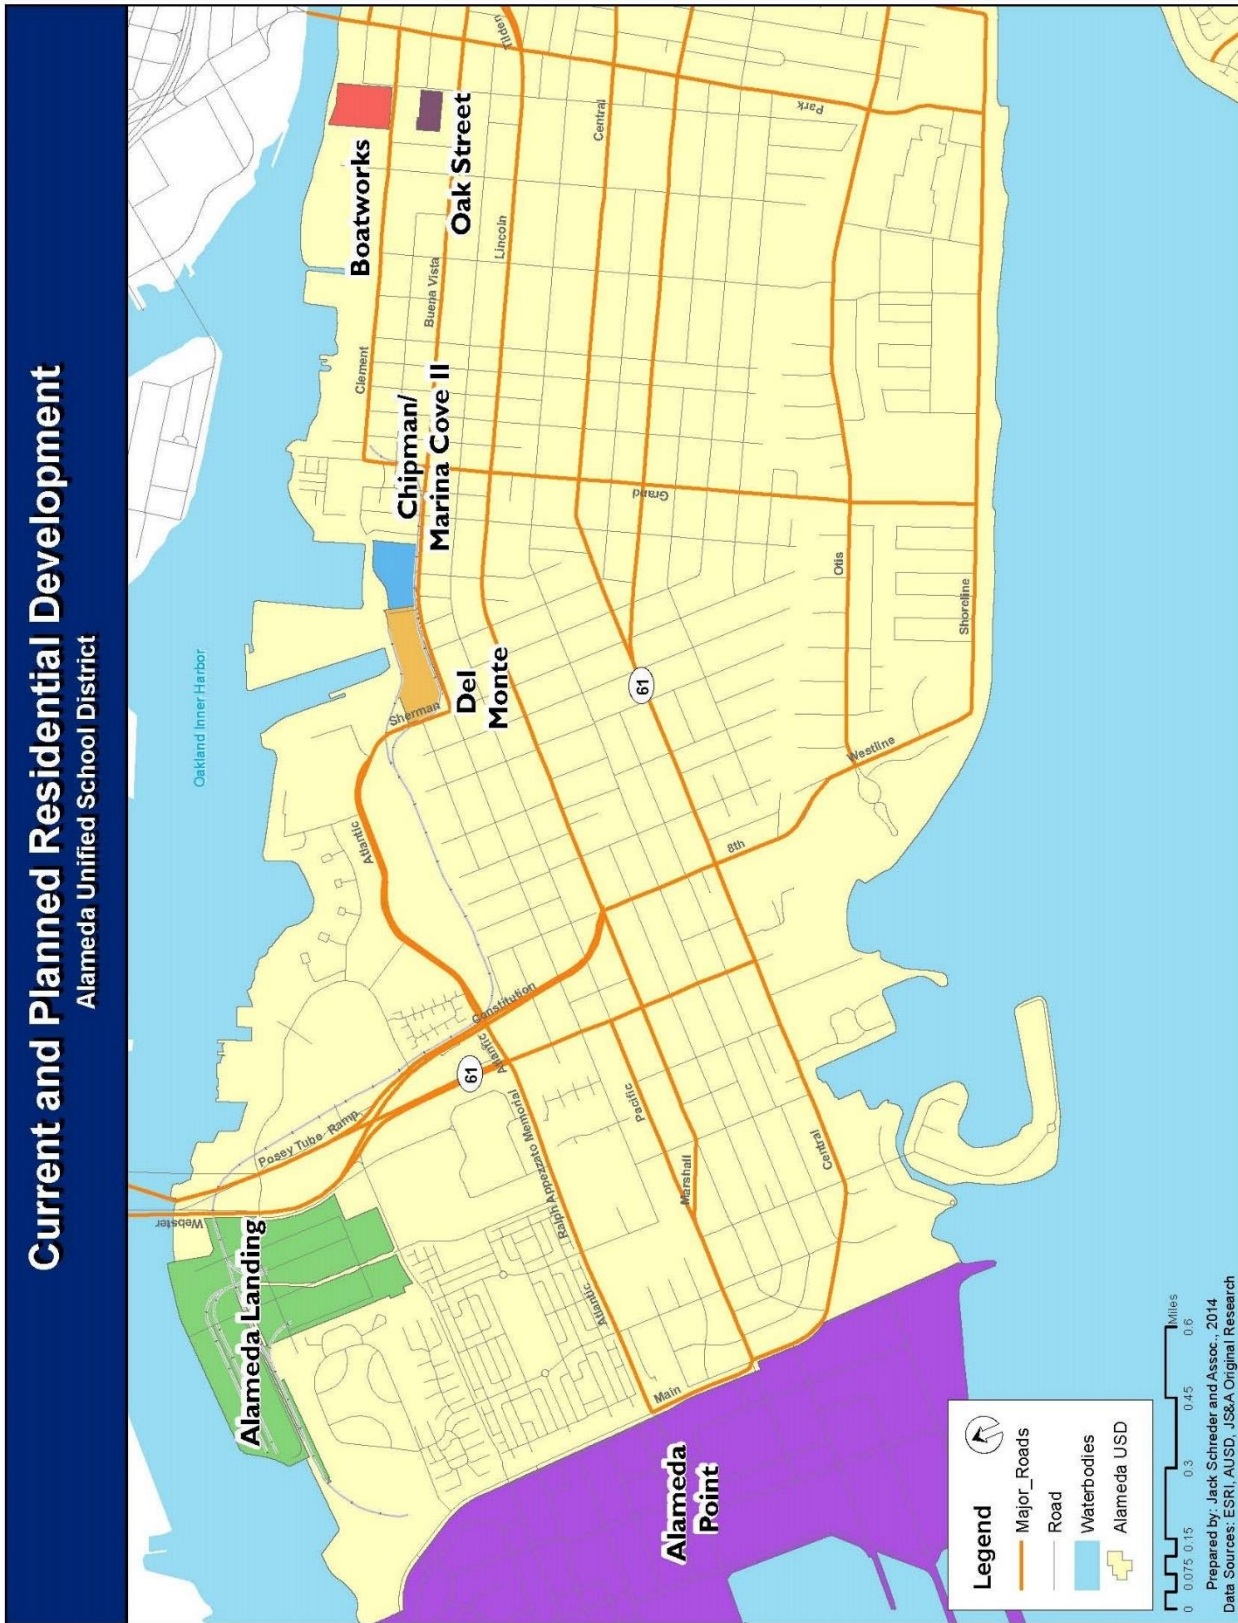 Current and Planned Residential Development
Alameda Unified School District
Oakland Inner Harbor
Webster
Posey Tube Ramp
Alameda Landing
Atlantic
Sherman
Constitution
Atlantic
61
Ralph Appezzato Memorial
Atlantic
Main
Pacific
Marshall
Central
8th
Westline
61
Del
Monte
Chipman/
Marina Cove II
Clement
Buena Vista
Lincoln
Boatworks
Oak Street
Tilden
Central
Park
Grand
Otis
Shoreline
Alameda
Point
Legend
Major_Roads
Road
Waterbodies
Alameda USD
0 0.075 0.15 0.3 0.45 0.6
Miles
Prepared by: Jack Schreder and Assoc., 2014
Data Sources: ESRI, AUSD, JS&A Original Research